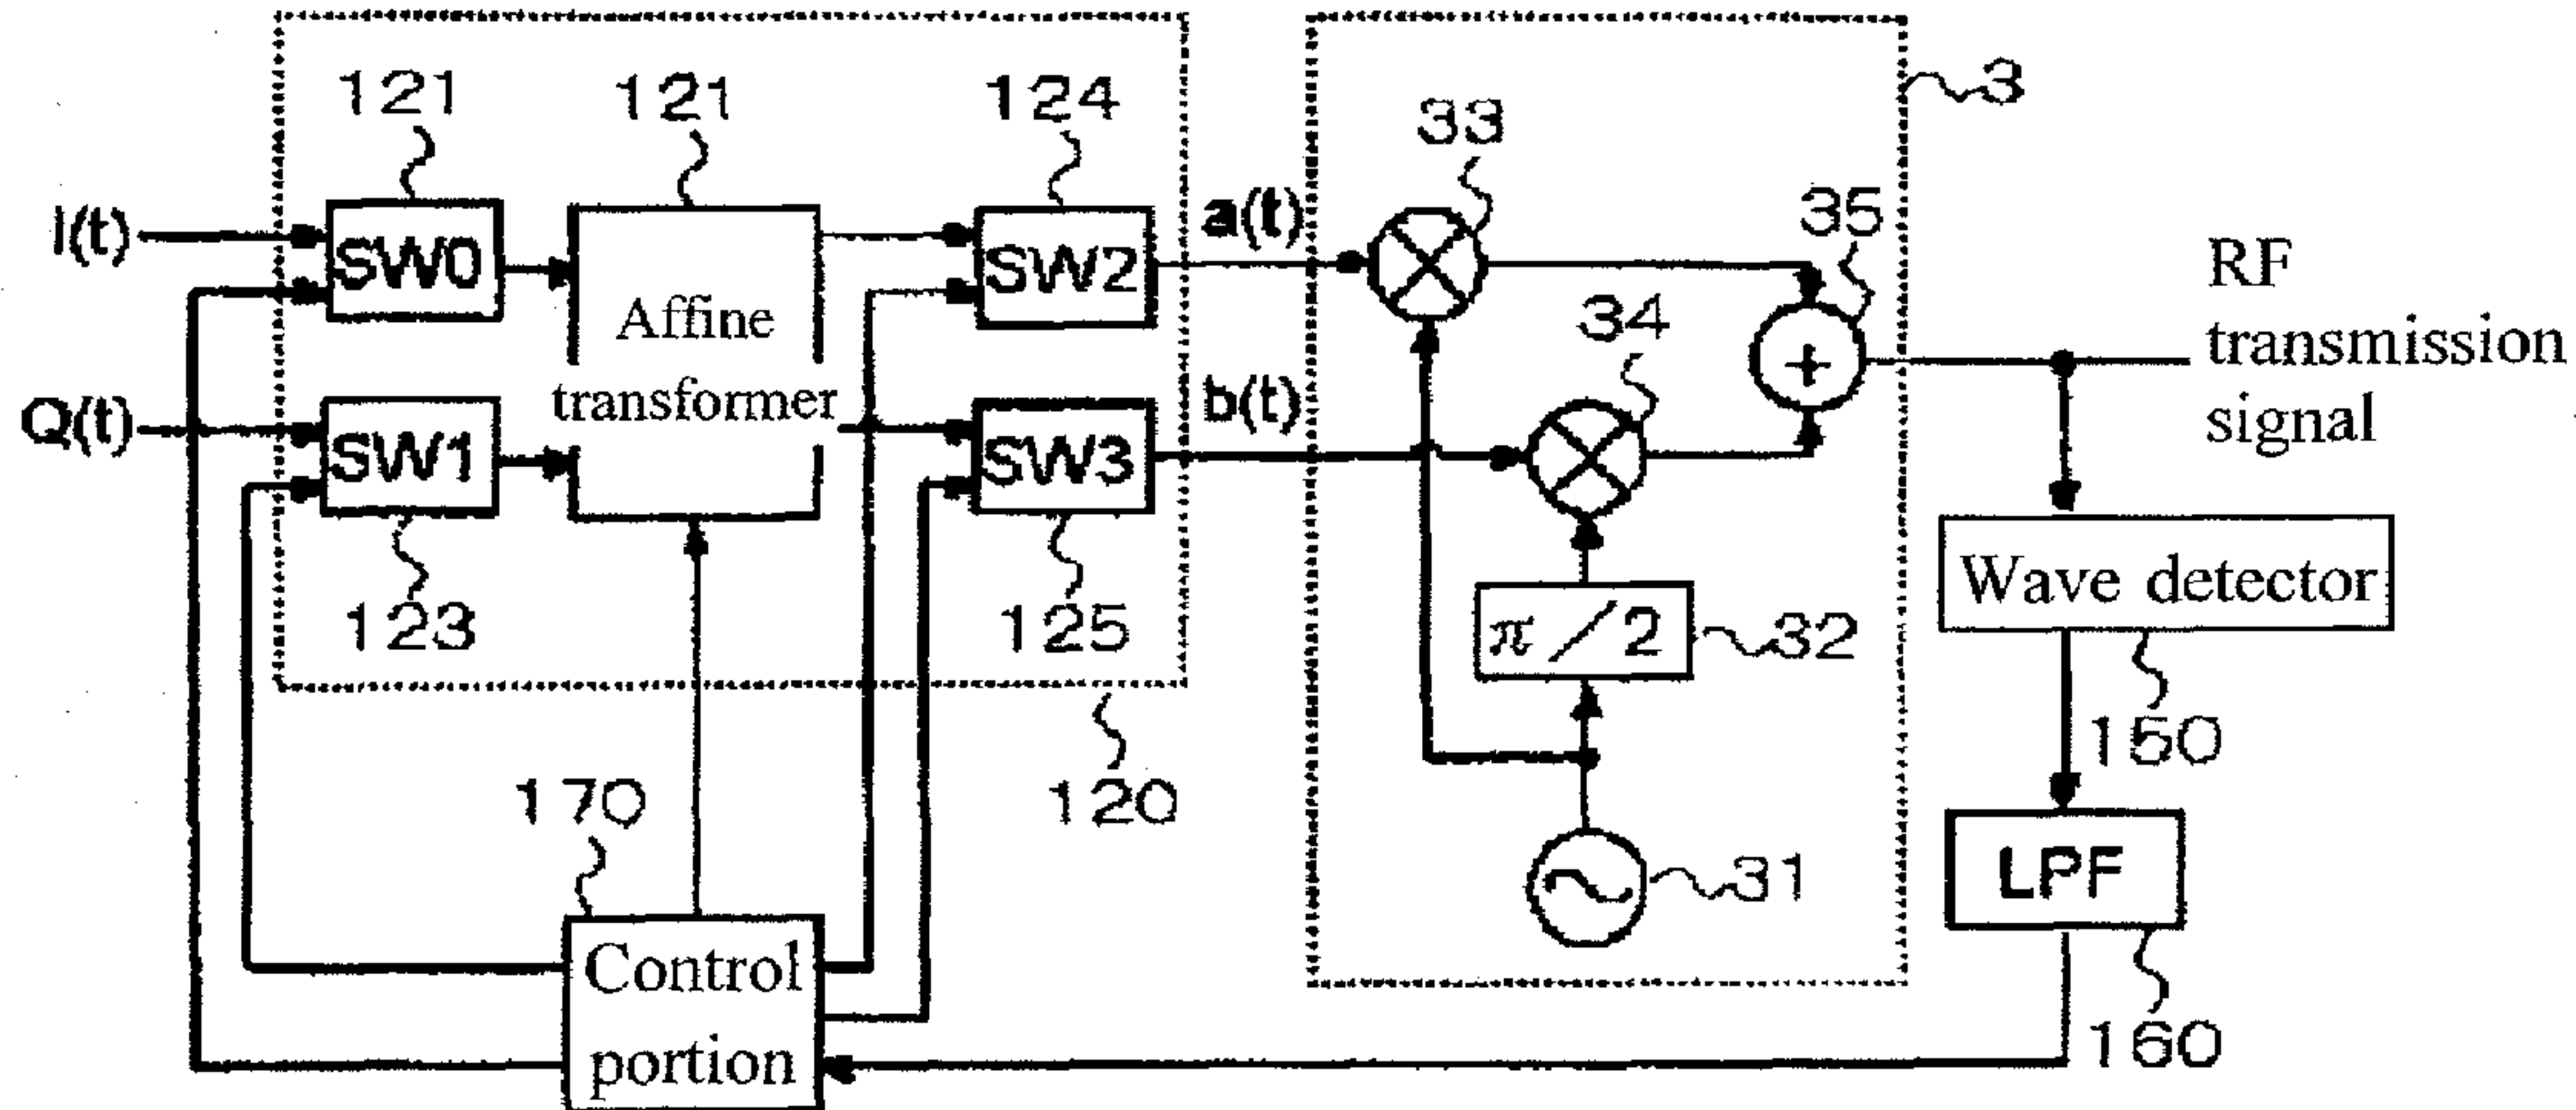 121
121
124
33
3
35
I(t)
SW0
Affine
transformer
SW2
a(t)
34
RF
transmission
signal
Q(t)
SW1
SW3
b(t)
123
125
π/2
32
Wave detector
150
170
120
31
LPF
160
Control
portion
+